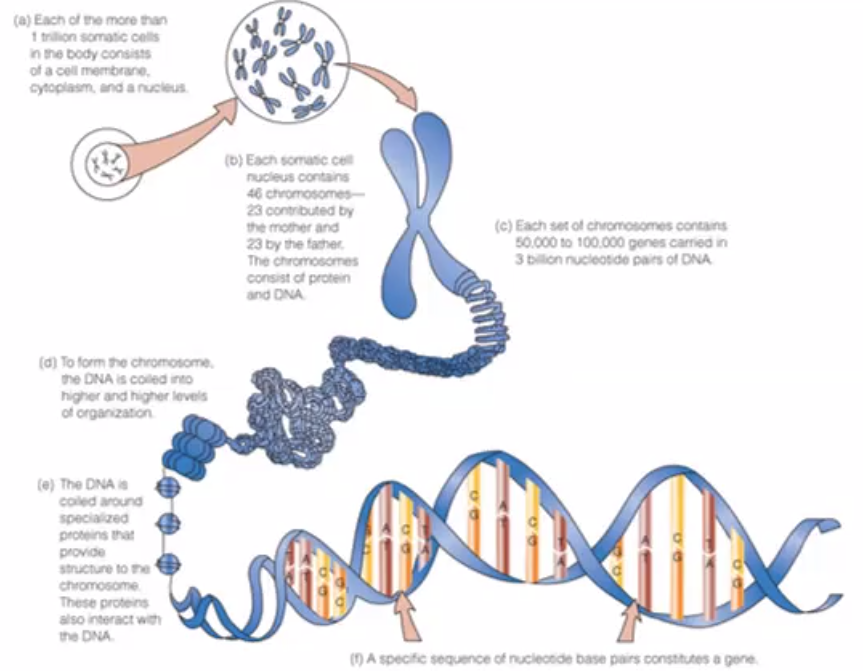 (a) Each of the more than
1 trillion somatic cells
in the body consists
of a cell membrane,
cytoplasm, and a nucleus.
(b) Each somatic cell
nucleus contains
46 chromosomes—
23 contributed by
the mother and
23 by the father.
The chromosomes
consist of protein
and DNA.
(c) Each set of chromosomes contains
50,000 to 100,000 genes carried in
3 billion nucleotide pairs of DNA.
(d) To form the chromosome,
the DNA is coiled into
higher and higher levels
of organization.
(e) The DNA is
coiled around
specialized
proteins that
provide
structure to the
chromosome.
These proteins
also interact with
the DNA.
C A C T
G T G A
G A C T C
C T G A G
A C T
T G A
C G
G C
(f) A specific sequence of nucleotide base pairs constitutes a gene.